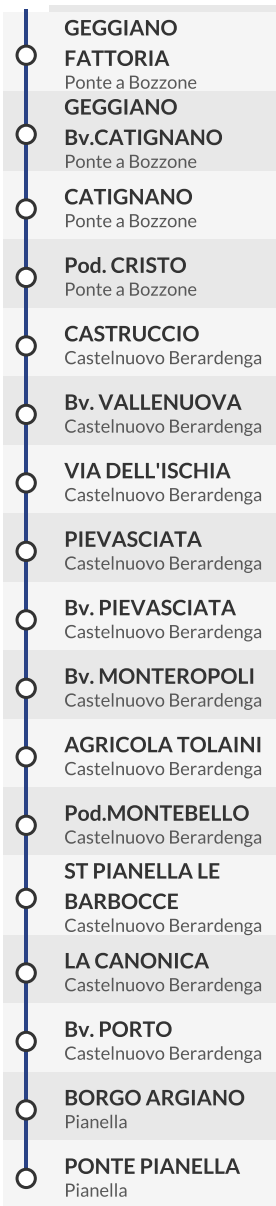 GEGGIANO
FATTORIA
Ponte a Bozzone
GEGGIANO
Bv.CATIGNANO
Ponte a Bozzone
CATIGNANO
Ponte a Bozzone
Pod. CRISTO
Ponte a Bozzone
CASTRUCCIO
Castelnuovo Berardenga
Bv. VALLENUOVA
Castelnuovo Berardenga
VIA DELL'ISCHIA
Castelnuovo Berardenga
PIEVASCIATA
Castelnuovo Berardenga
Bv. PIEVASCIATA
Castelnuovo Berardenga
Bv. MONTEROPOLI
Castelnuovo Berardenga
AGRICOLA TOLAINI
Castelnuovo Berardenga
Pod.MONTEBELLO
Castelnuovo Berardenga
ST PIANELLA LE
BARBOCCE
Castelnuovo Berardenga
LA CANONICA
Castelnuovo Berardenga
Bv. PORTO
Castelnuovo Berardenga
BORGO ARGIANO
Pianella
PONTE PIANELLA
Pianella